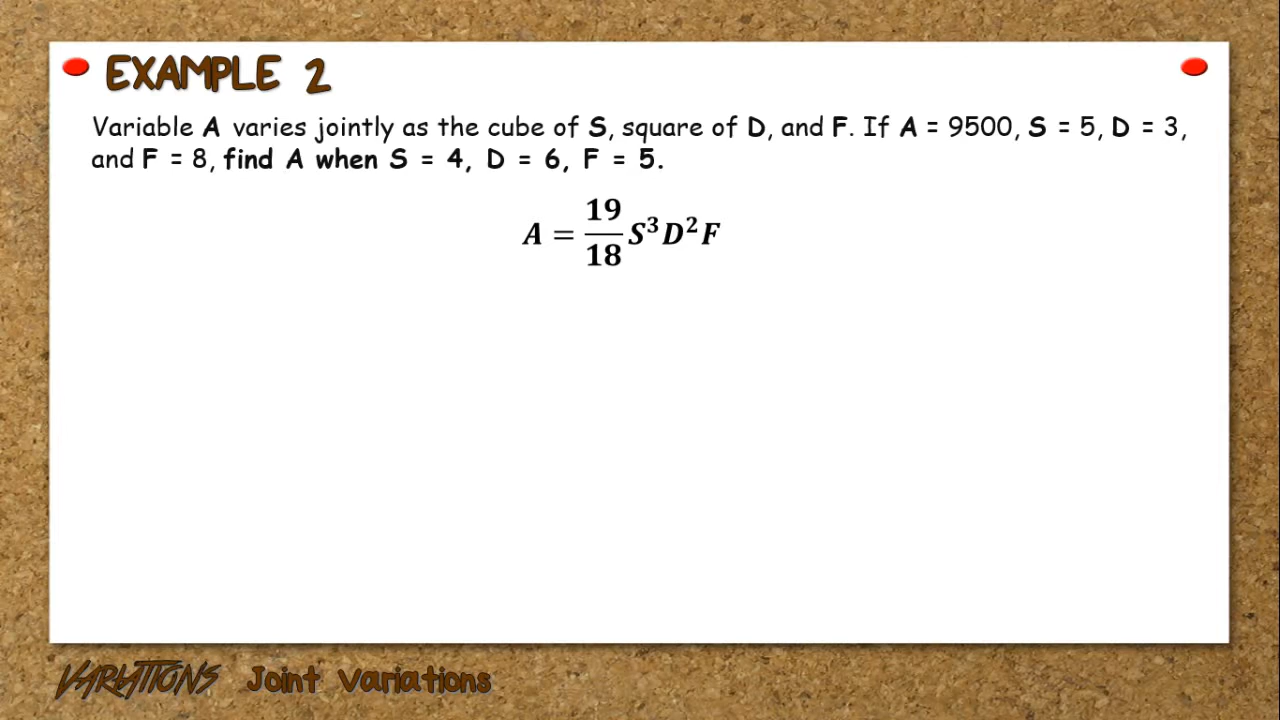 EXAMPLE 2
Variable A varies jointly as the cube of S, square of D, and F. If A = 9500, S = 5, D = 3,
and F = 8, find A when S = 4, D = 6, F = 5.
A = 19/18 S³D²F
VARIATIONS Joint Variations